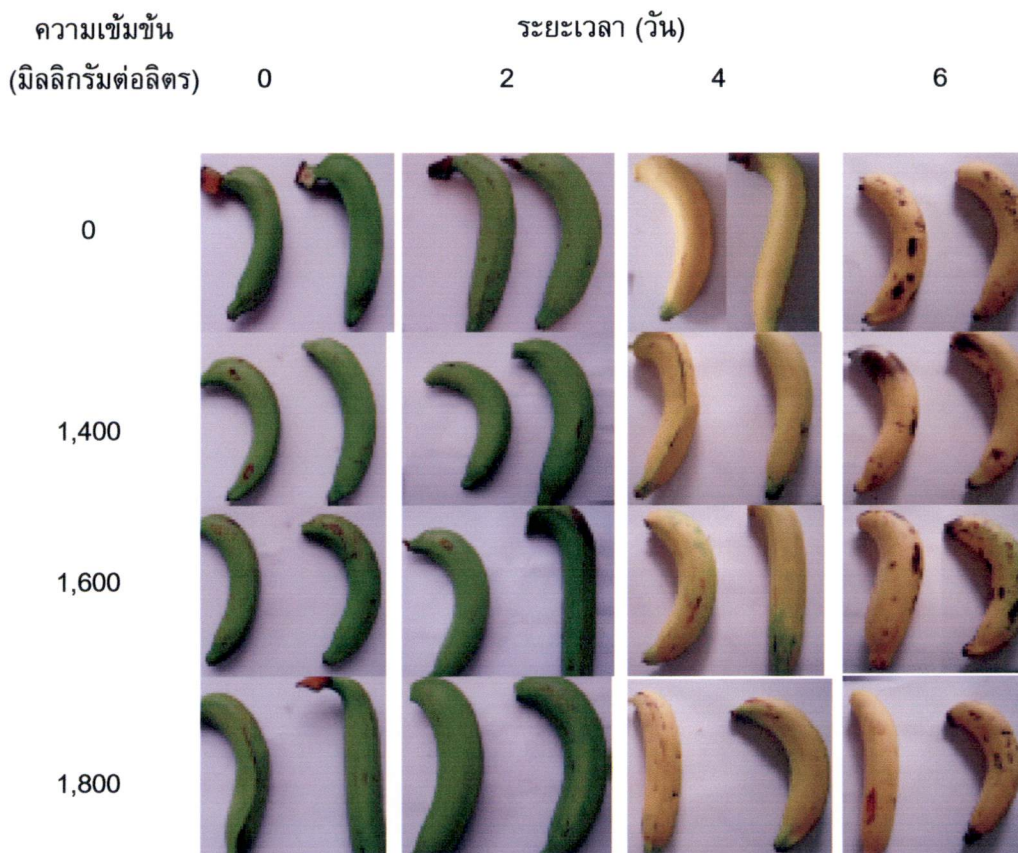 ความเข้มข้น
(มิลลิกรัมต่อลิตร)
ระยะเวลา (วัน)
0 2 4 6
0
1,400
1,600
1,800